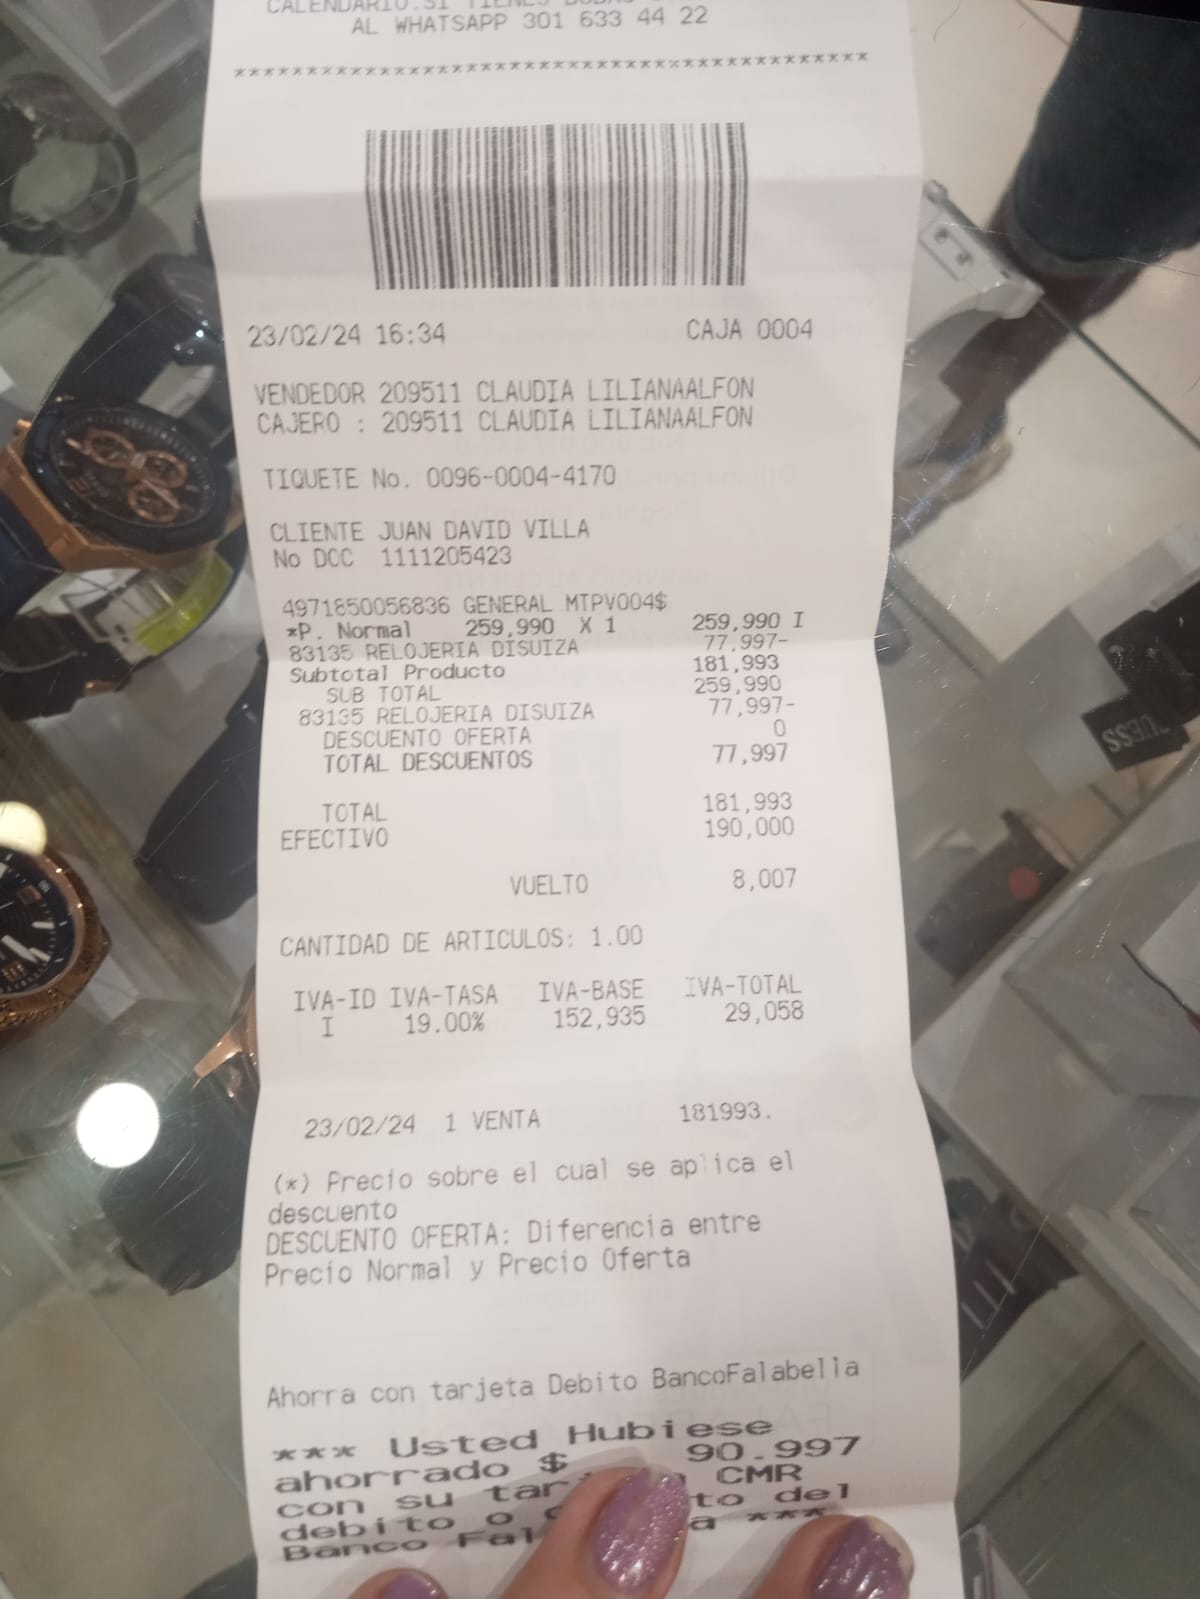 AL WHATSAPP 301 633 44 22
********************************************
23/02/24 16:34 CAJA 0004
VENDEDOR 209511 CLAUDIA LILIANAALFON
CAJERO : 209511 CLAUDIA LILIANAALFON
TIQUETE No. 0096-0004-4170
CLIENTE JUAN DAVID VILLA
No DCC 1111205423
4971850056836 GENERAL MTPV004$
*P. Normal 259,990 X 1 259,990 I
83135 RELOJERIA DISUIZA 77,997-
Subtotal Producto 181,993
SUB TOTAL 259,990
83135 RELOJERIA DISUIZA 77,997-
DESCUENTO OFERTA 0
TOTAL DESCUENTOS 77,997
TOTAL 181,993
EFECTIVO 190,000
VUELTO 8,007
CANTIDAD DE ARTICULOS: 1.00
IVA-ID IVA-TASA IVA-BASE IVA-TOTAL
I 19.00% 152,935 29,058
23/02/24 1 VENTA 181993.
(*) Precio sobre el cual se aplica el
descuento
DESCUENTO OFERTA: Diferencia entre
Precio Normal y Precio Oferta
Ahorra con tarjeta Debito BancoFalabella
*** Usted Hubiese
ahorrado $ 90.997
con su CMR
debito o del
Banco ***
GUESS